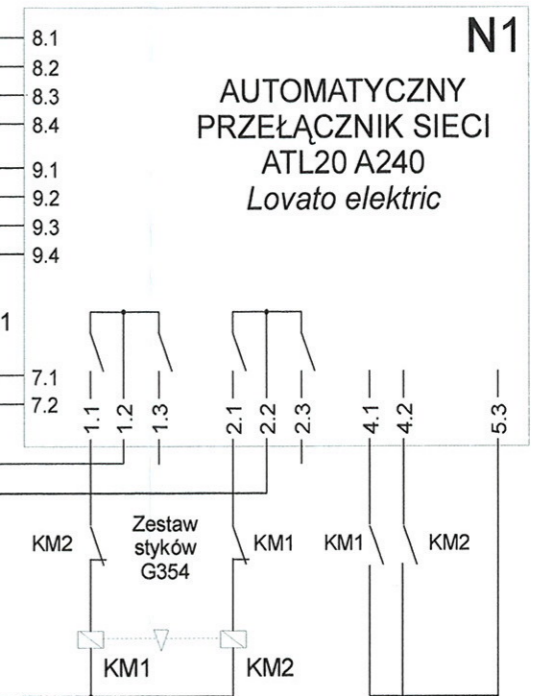 N1
8.1
8.2
8.3
8.4
AUTOMATYCZNY
PRZEŁĄCZNIK SIECI
ATL20 A240
Lovato elektric
9.1
9.2
9.3
9.4
1
7.1
7.2
1.1
1.2
1.3
2.1
2.2
2.3
4.1
4.2
5.3
KM2
Zestaw
styków
G354
KM1
KM1
KM2
KM1
KM2